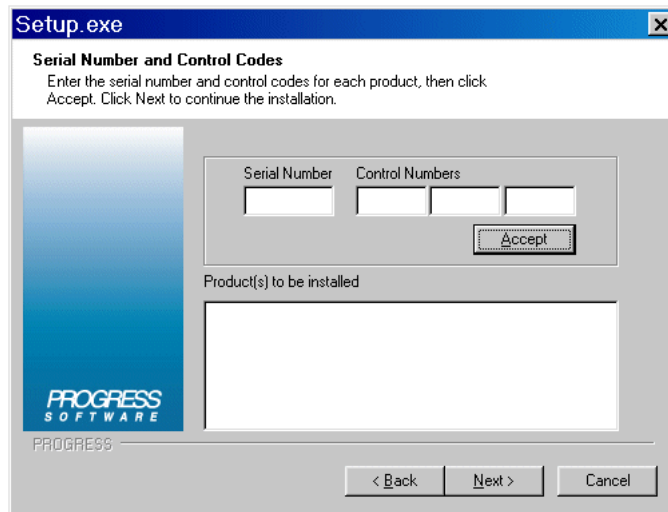 Setup.exe
Serial Number and Control Codes
Enter the serial number and control codes for each product, then click
Accept. Click Next to continue the installation.
Serial Number Control Numbers
Accept
Product(s) to be installed
PROGRESS
SOFTWARE
PROGRESS
< Back Next > Cancel